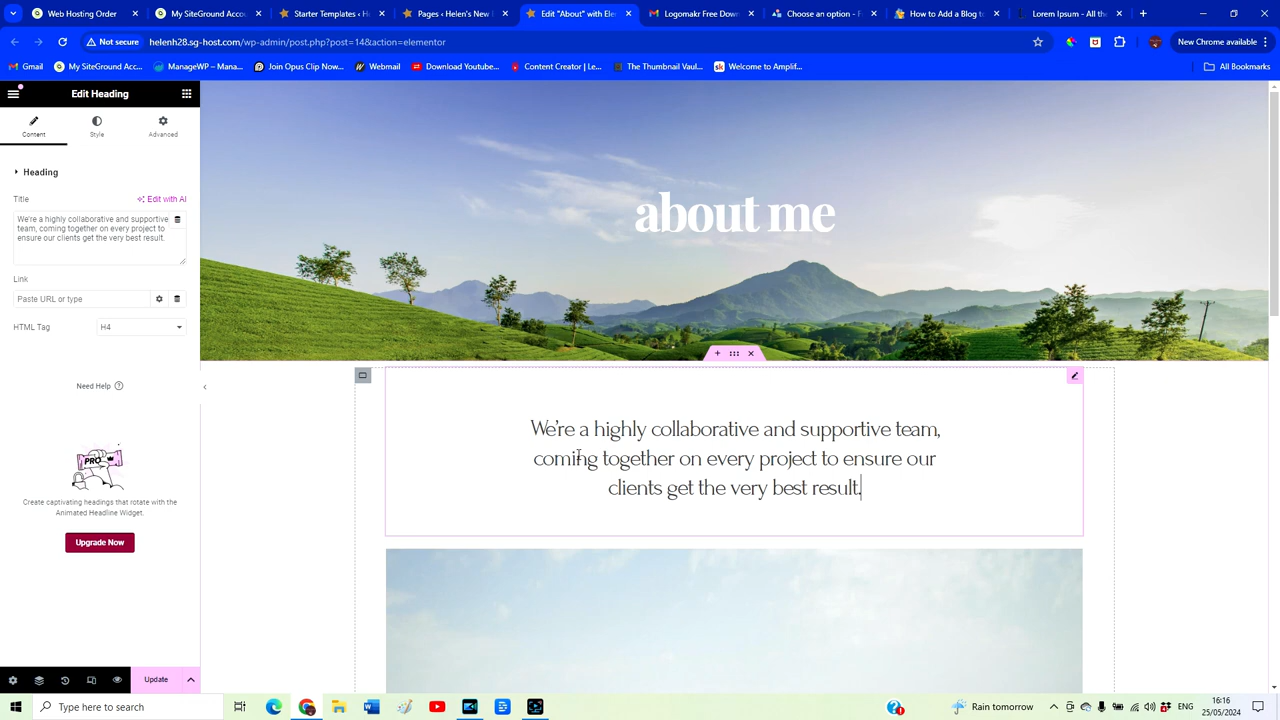 Web Hosting Order
My SiteGround Acco
Starter Templates ‹ H
Pages ‹ Helen's New
Edit "About" with Ele
Logomakr Free Down
Choose an option - F
How to Add a Blog t
Lorem Ipsum - All the
Not secure
helenh28.sg-host.com/wp-admin/post.php?post=14&action=elementor
New Chrome available
Gmail
My SiteGround Acc...
ManageWP – Mana...
Join Opus Clip Now...
Webmail
Download Youtube...
Content Creator | Le...
The Thumbnail Vaul...
Welcome to Amplif...
All Bookmarks
Edit Heading
Content
Style
Advanced
Heading
Title
Edit with AI
We're a highly collaborative and supportive
team, coming together on every project to
ensure our clients get the very best result.
Link
Paste URL or type
HTML Tag
H4
Need Help
PRO
Create captivating headings that rotate with the
Animated Headline Widget.
Upgrade Now
Update
about me
We're a highly collaborative and supportive team,
coming together on every project to ensure our
clients get the very best result.
Type here to search
Rain tomorrow
ENG
16:16
25/05/2024